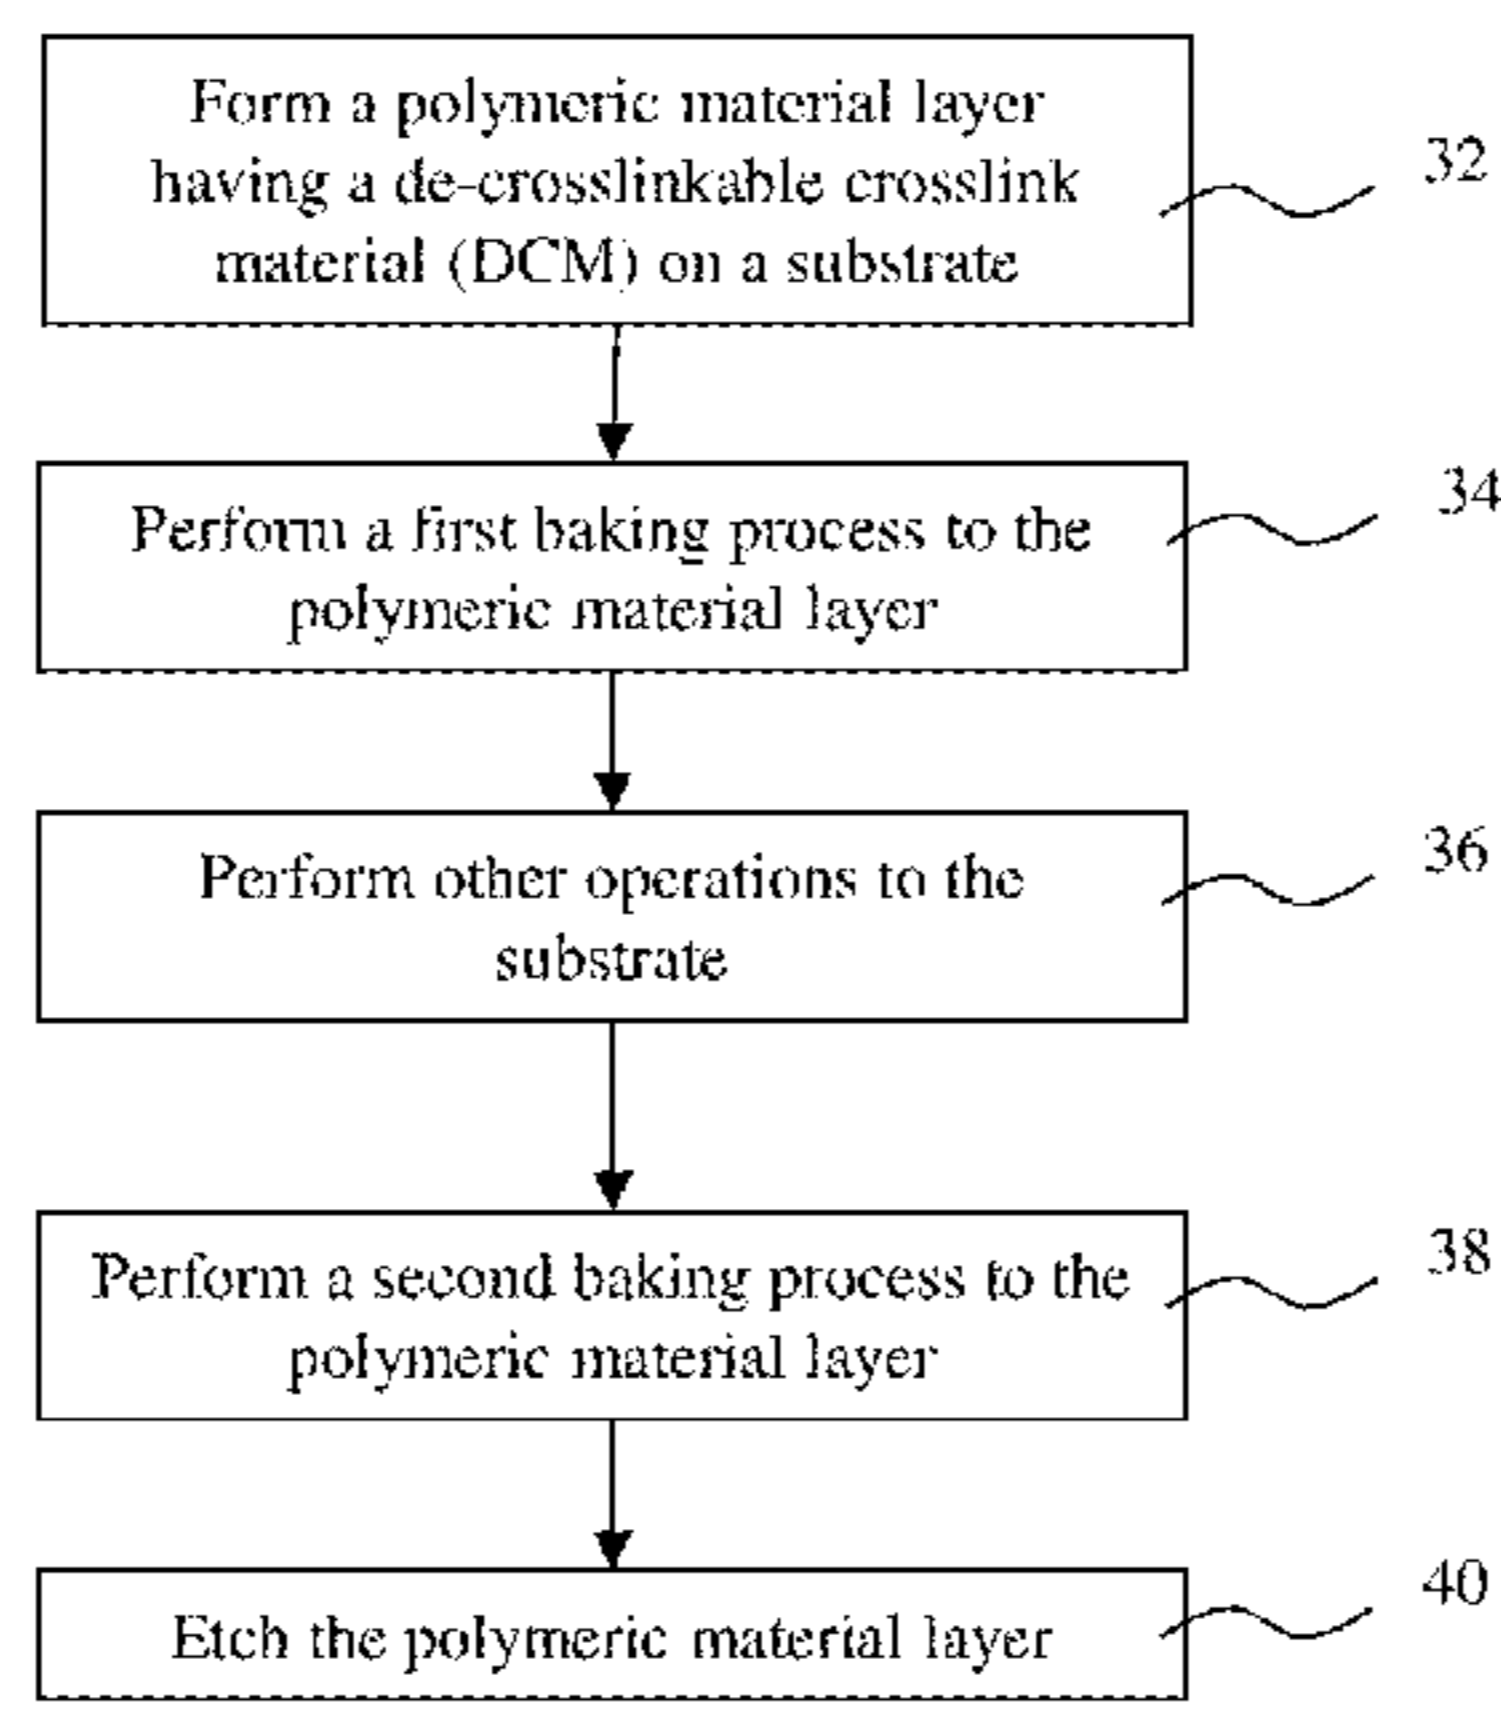 Form a polymeric material layer
having a de-crosslinkable crosslink
material (DCM) on a substrate
32
Perform a first baking process to the
polymeric material layer
34
Perform other operations to the
substrate
36
Perform a second baking process to the
polymeric material layer
38
Etch the polymeric material layer
40